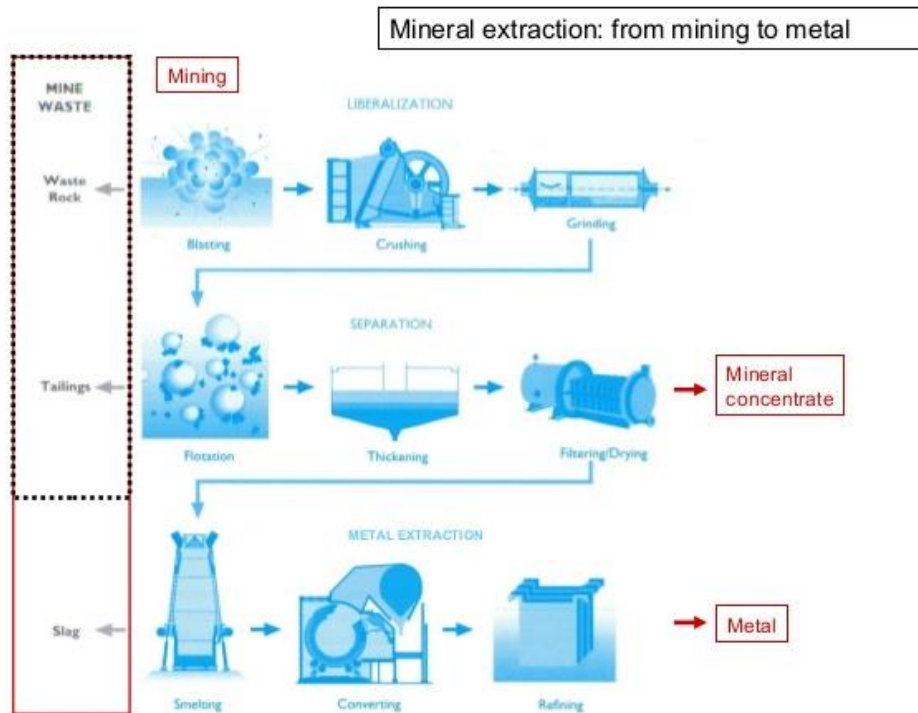 Mineral extraction: from mining to metal
MINE
WASTE
Mining
LIBERALIZATION
Waste
Rock
Blasting
Crushing
Grinding
SEPARATION
Tailings
Mineral
concentrate
Flotation
Thickening
Filtering/Drying
METAL EXTRACTION
Slag
Metal
Smelting
Converting
Refining